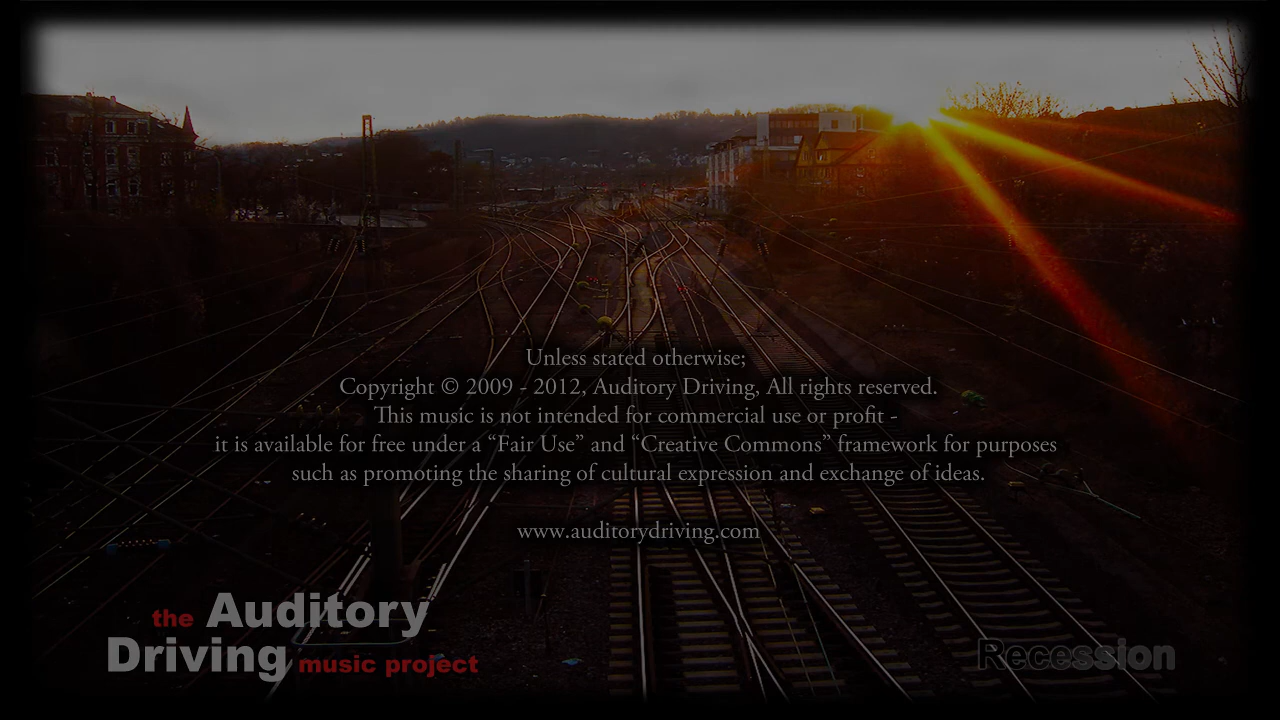 Unless stated otherwise;
Copyright © 2009 - 2012, Auditory Driving, All rights reserved.
This music is not intended for commercial use or profit -
it is available for free under a “Fair Use” and “Creative Commons” framework for purposes
such as promoting the sharing of cultural expression and exchange of ideas.
www.auditorydriving.com
the Auditory
Driving music project
Recession